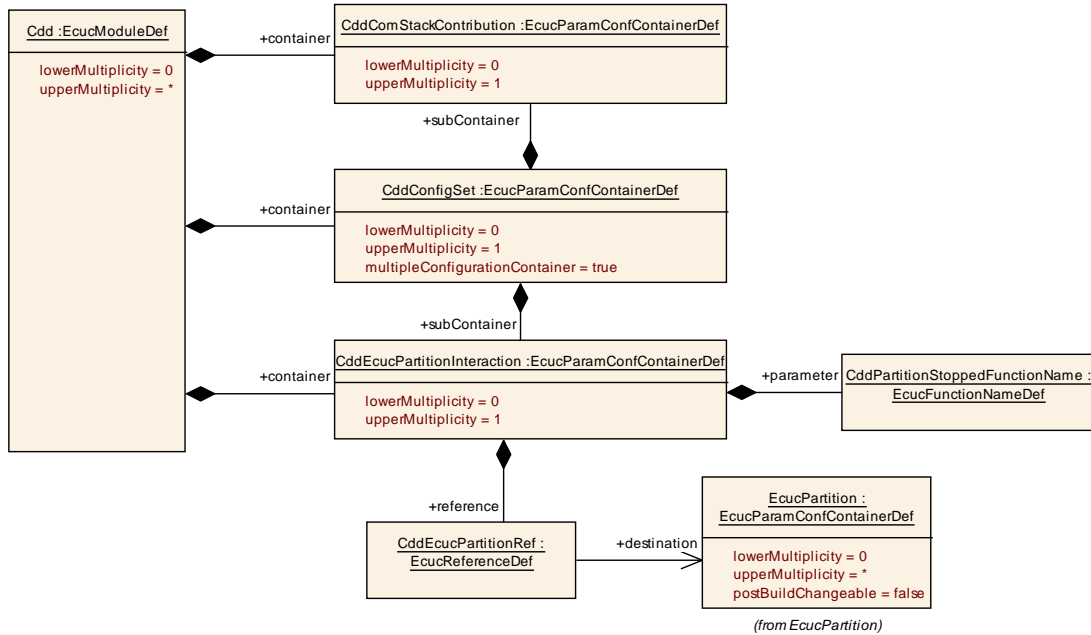 Cdd :EcucModuleDef
lowerMultiplicity = 0
upperMultiplicity = *
+container
CddComStackContribution :EcucParamConfContainerDef
lowerMultiplicity = 0
upperMultiplicity = 1
+subContainer
+container
CddConfigSet :EcucParamConfContainerDef
lowerMultiplicity = 0
upperMultiplicity = 1
multipleConfigurationContainer = true
+subContainer
+container
CddEcucPartitionInteraction :EcucParamConfContainerDef
lowerMultiplicity = 0
upperMultiplicity = 1
+parameter
CddPartitionStoppedFunctionName :
EcucFunctionNameDef
+reference
CddEcucPartitionRef :
EcucReferenceDef
+destination
EcucPartition :
EcucParamConfContainerDef
lowerMultiplicity = 0
upperMultiplicity = *
postBuildChangeable = false
(from EcucPartition)